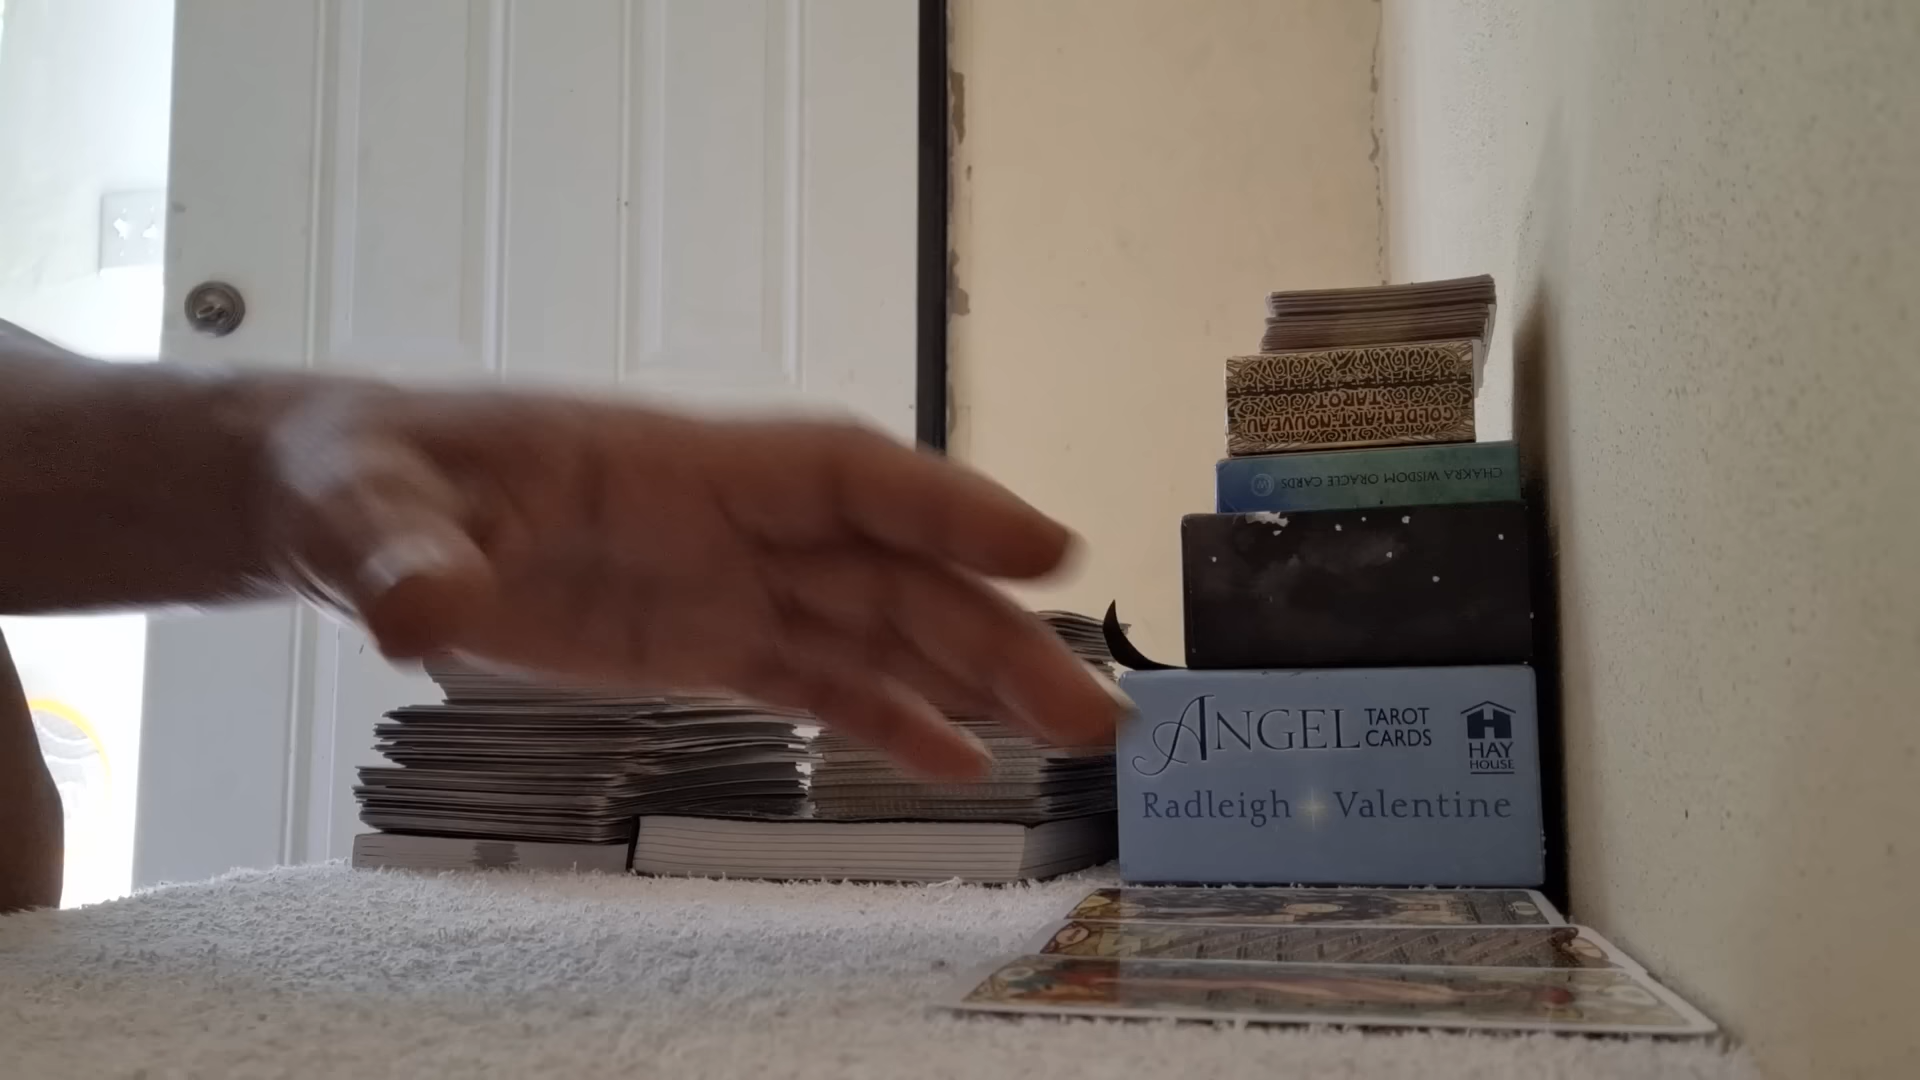 GOLDEN ART NOUVEAU
TAROT
CHAKRA WISDOM ORACLE CARDS
ANGEL TAROT CARDS
HAY HOUSE
Radleigh Valentine